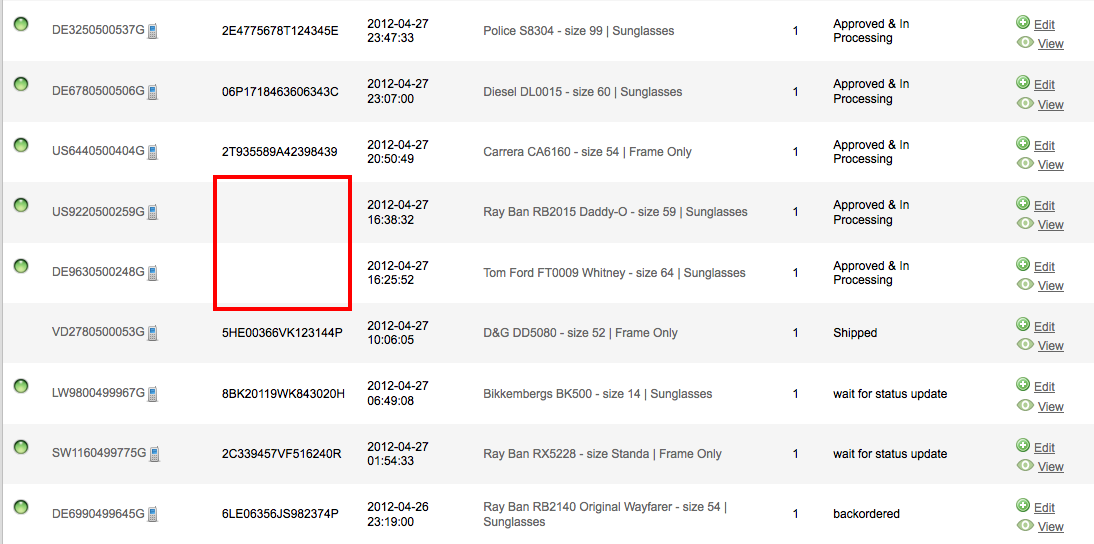 DE3250500537G 2E4775678T124345E 2012-04-27 23:47:33 Police S8304 - size 99 | Sunglasses 1 Approved & In Processing Edit View
DE6780500506G 06P1718463606343C 2012-04-27 23:07:00 Diesel DL0015 - size 60 | Sunglasses 1 Approved & In Processing Edit View
US6440500404G 2T935589A42398439 2012-04-27 20:50:49 Carrera CA6160 - size 54 | Frame Only 1 Approved & In Processing Edit View
US9220500259G 2012-04-27 16:38:32 Ray Ban RB2015 Daddy-O - size 59 | Sunglasses 1 Approved & In Processing Edit View
DE9630500248G 2012-04-27 16:25:52 Tom Ford FT0009 Whitney - size 64 | Sunglasses 1 Approved & In Processing Edit View
VD2780500053G 5HE00366VK123144P 2012-04-27 10:06:05 D&G DD5080 - size 52 | Frame Only 1 Shipped Edit View
LW9800499967G 8BK20119WK843020H 2012-04-27 06:49:08 Bikkembergs BK500 - size 14 | Sunglasses 1 wait for status update Edit View
SW1160499775G 2C339457VF516240R 2012-04-27 01:54:33 Ray Ban RX5228 - size Standa | Frame Only 1 wait for status update Edit View
DE6990499645G 6LE06356JS982374P 2012-04-26 23:19:00 Ray Ban RB2140 Original Wayfarer - size 54 | Sunglasses 1 backordered Edit View